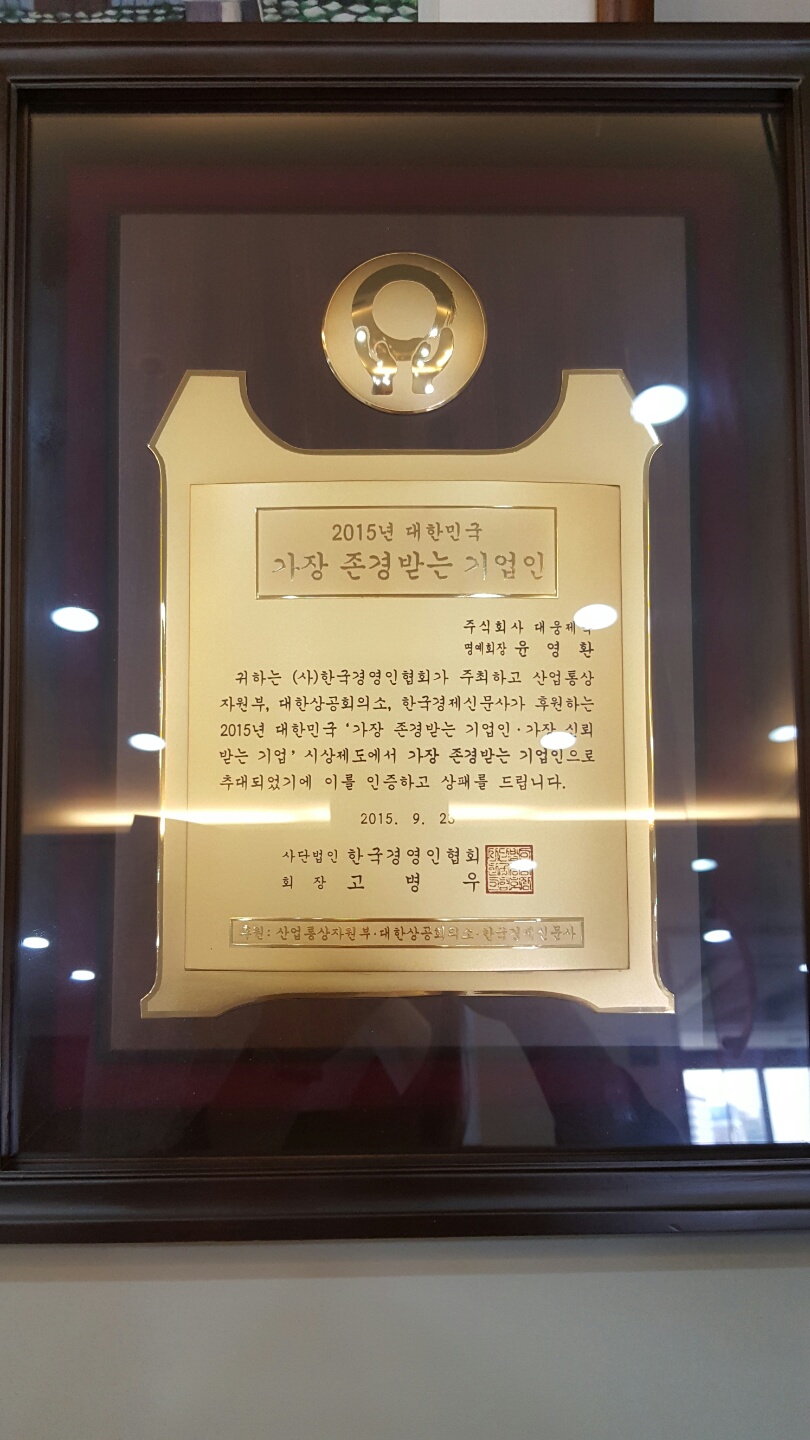 2015년 대한민국
가장 존경받는 기업인
주식회사 대웅제
명예회장 윤영환
귀하는 (사)한국경영인협회가 주최하고 산업통상
자원부, 대한상공회의소, 한국경제신문사가 후원하는
2015년 대한민국 '가장 존경받는 기업인·가장 신뢰
받는 기업' 시상제도에서 가장 존경받는 기업인으로
추대되었기에 이를 인증하고 상패를 드립니다.
2015. 9. 23
사단법인 한국경영인협회
회 장 고 병 우
후원: 산업통상자원부·대한상공회의소·한국경제신문사